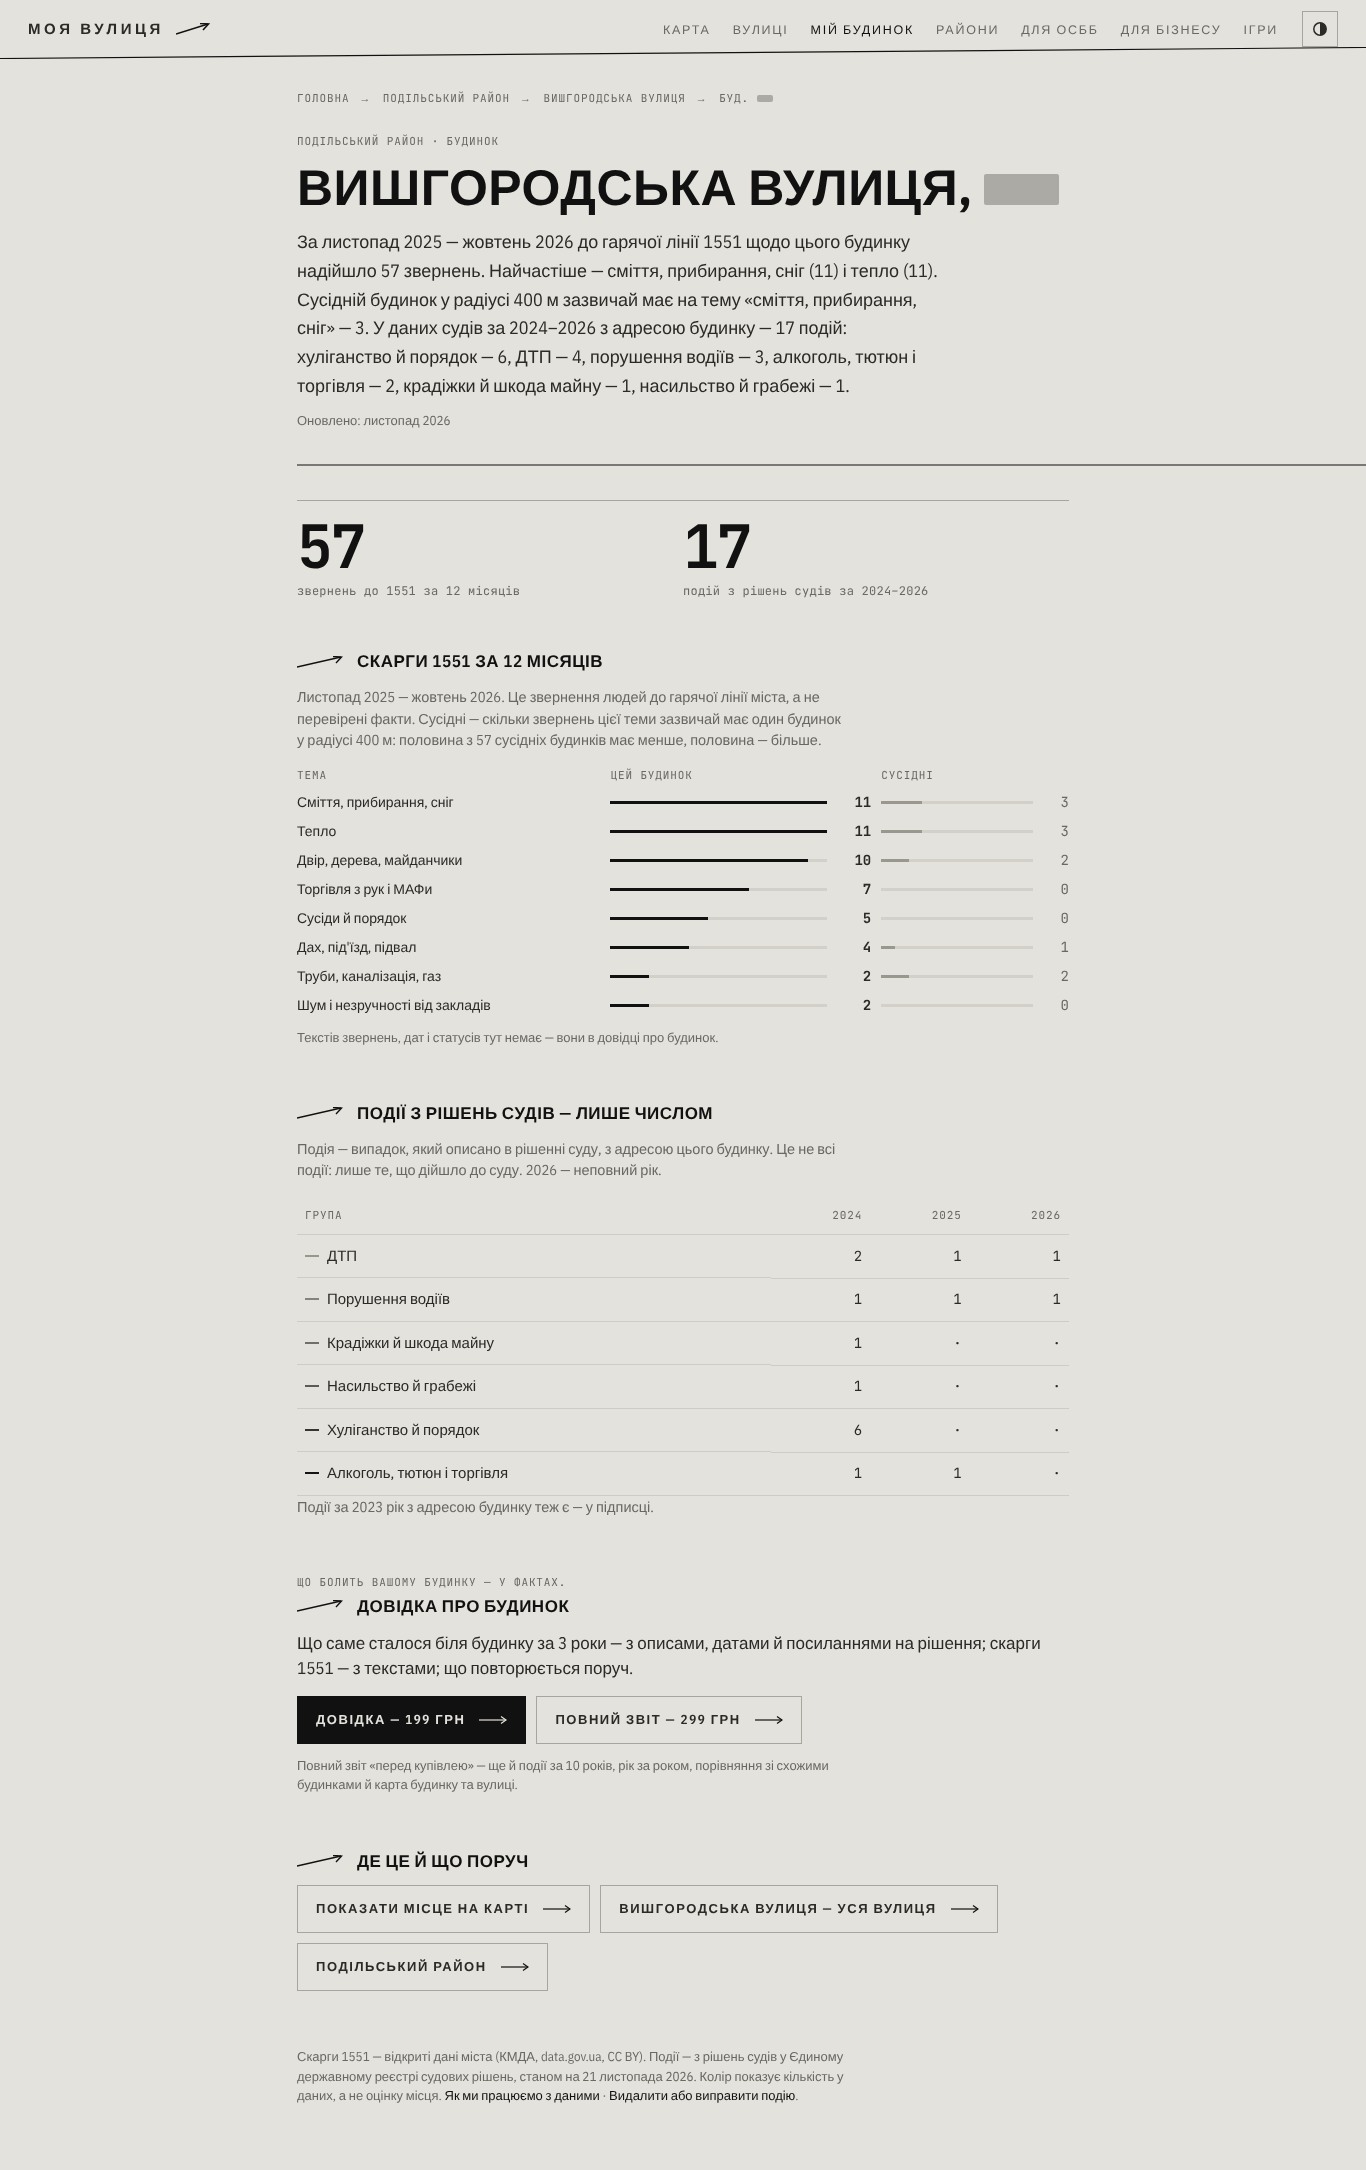 МОЯ ВУЛИЦЯ
КАРТА ВУЛИЦІ МІЙ БУДИНОК РАЙОНИ ДЛЯ ОСББ ДЛЯ БІЗНЕСУ ІГРИ
ГОЛОВНА → ПОДІЛЬСЬКИЙ РАЙОН → ВИШГОРОДСЬКА ВУЛИЦЯ → БУД.
ПОДІЛЬСЬКИЙ РАЙОН · БУДИНОК
ВИШГОРОДСЬКА ВУЛИЦЯ,
За листопад 2025 — жовтень 2026 до гарячої лінії 1551 щодо цього будинку
надійшло 57 звернень. Найчастіше — сміття, прибирання, сніг (11) і тепло (11).
Сусідній будинок у радіусі 400 м зазвичай має на тему «сміття, прибирання,
сніг» — 3. У даних судів за 2024–2026 з адресою будинку — 17 подій:
хуліганство й порядок — 6, ДТП — 4, порушення водіїв — 3, алкоголь, тютюн і
торгівля — 2, крадіжки й шкода майну — 1, насильство й грабежі — 1.
Оновлено: листопад 2026
57 17
звернень до 1551 за 12 місяців подій з рішень судів за 2024–2026
СКАРГИ 1551 ЗА 12 МІСЯЦІВ
Листопад 2025 — жовтень 2026. Це звернення людей до гарячої лінії міста, а не
перевірені факти. Сусідні — скільки звернень цієї теми зазвичай має один будинок
у радіусі 400 м: половина з 57 сусідніх будинків має менше, половина — більше.
ТЕМА ЦЕЙ БУДИНОК СУСІДНІ
Сміття, прибирання, сніг 11 3
Тепло 11 3
Двір, дерева, майданчики 10 2
Торгівля з рук і МАФи 7 0
Сусіди й порядок 5 0
Дах, під'їзд, підвал 4 1
Труби, каналізація, газ 2 2
Шум і незручності від закладів 2 0
Текстів звернень, дат і статусів тут немає — вони в довідці про будинок.
ПОДІЇ З РІШЕНЬ СУДІВ — ЛИШЕ ЧИСЛОМ
Подія — випадок, який описано в рішенні суду, з адресою цього будинку. Це не всі
події: лише те, що дійшло до суду. 2026 — неповний рік.
ГРУПА 2024 2025 2026
ДТП 2 1 1
Порушення водіїв 1 1 1
Крадіжки й шкода майну 1 · ·
Насильство й грабежі 1 · ·
Хуліганство й порядок 6 · ·
Алкоголь, тютюн і торгівля 1 1 ·
Події за 2023 рік з адресою будинку теж є — у підписці.
ЩО БОЛИТЬ ВАШОМУ БУДИНКУ — У ФАКТАХ.
ДОВІДКА ПРО БУДИНОК
Що саме сталося біля будинку за 3 роки — з описами, датами й посиланнями на рішення; скарги
1551 — з текстами; що повторюється поруч.
ДОВІДКА — 199 ГРН ПОВНИЙ ЗВІТ — 299 ГРН
Повний звіт «перед купівлею» — ще й події за 10 років, рік за роком, порівняння зі схожими
будинками й карта будинку та вулиці.
ДЕ ЦЕ Й ЩО ПОРУЧ
ПОКАЗАТИ МІСЦЕ НА КАРТІ ВИШГОРОДСЬКА ВУЛИЦЯ — УСЯ ВУЛИЦЯ
ПОДІЛЬСЬКИЙ РАЙОН
Скарги 1551 — відкриті дані міста (КМДА, data.gov.ua, CC BY). Події — з рішень судів у Єдиному
державному реєстрі судових рішень, станом на 21 листопада 2026. Колір показує кількість у
даних, а не оцінку місця. Як ми працюємо з даними · Видалити або виправити подію.